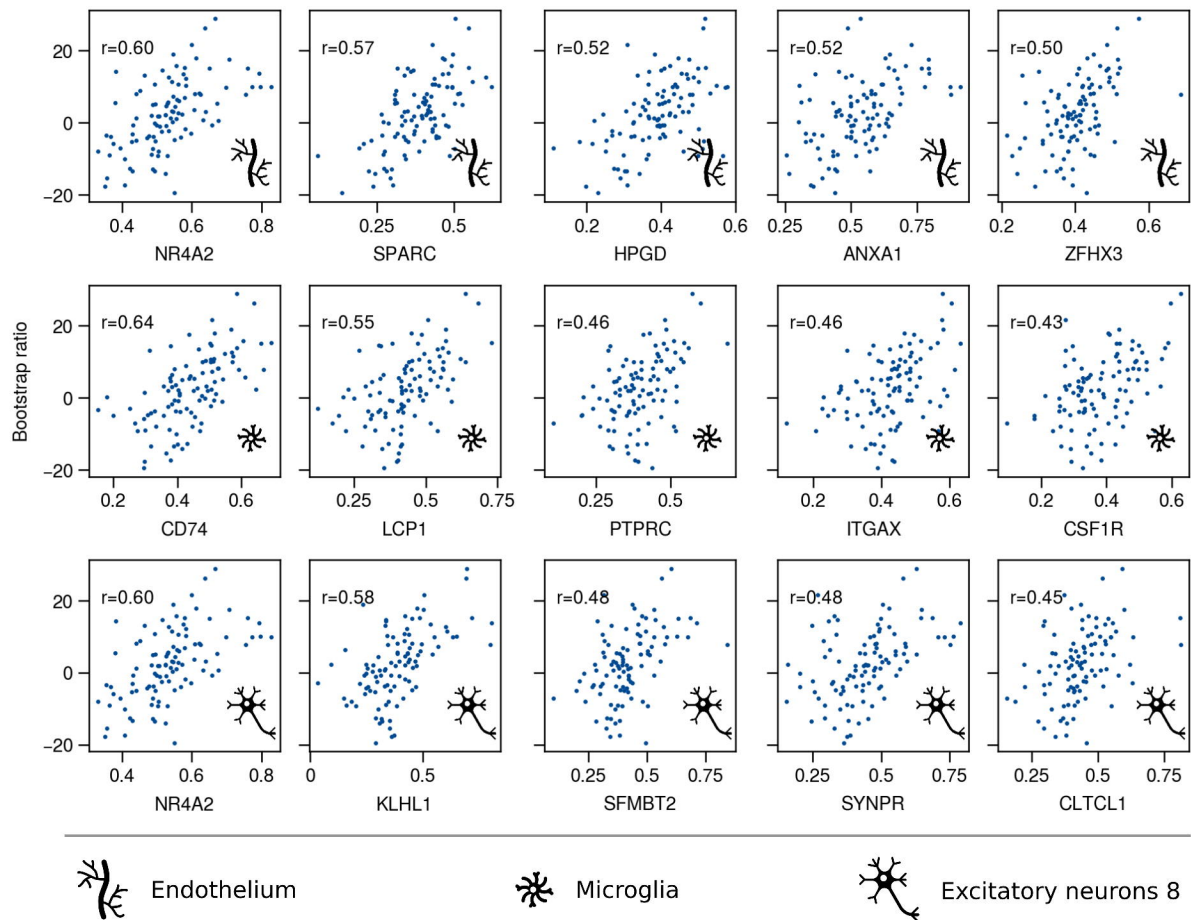 r=0.60 r=0.57 r=0.52 r=0.52 r=0.50
20
0
−20
0.4 0.6 0.8 0.25 0.5 0.2 0.4 0.6 0.25 0.5 0.75 0.2 0.4 0.6
NR4A2 SPARC HPGD ANXA1 ZFHX3
Bootstrap ratio
r=0.64 r=0.55 r=0.46 r=0.46 r=0.43
20
0
−20
0.2 0.4 0.6 0.25 0.5 0.75 0.25 0.5 0.2 0.4 0.6 0.2 0.4 0.6
CD74 LCP1 PTPRC ITGAX CSF1R
r=0.60 r=0.58 r=0.48 r=0.48 r=0.45
20
0
−20
0.4 0.6 0.8 0 0.5 0.25 0.5 0.75 0.25 0.5 0.75 0.25 0.5 0.75
NR4A2 KLHL1 SFMBT2 SYNPR CLTCL1
Endothelium Microglia Excitatory neurons 8